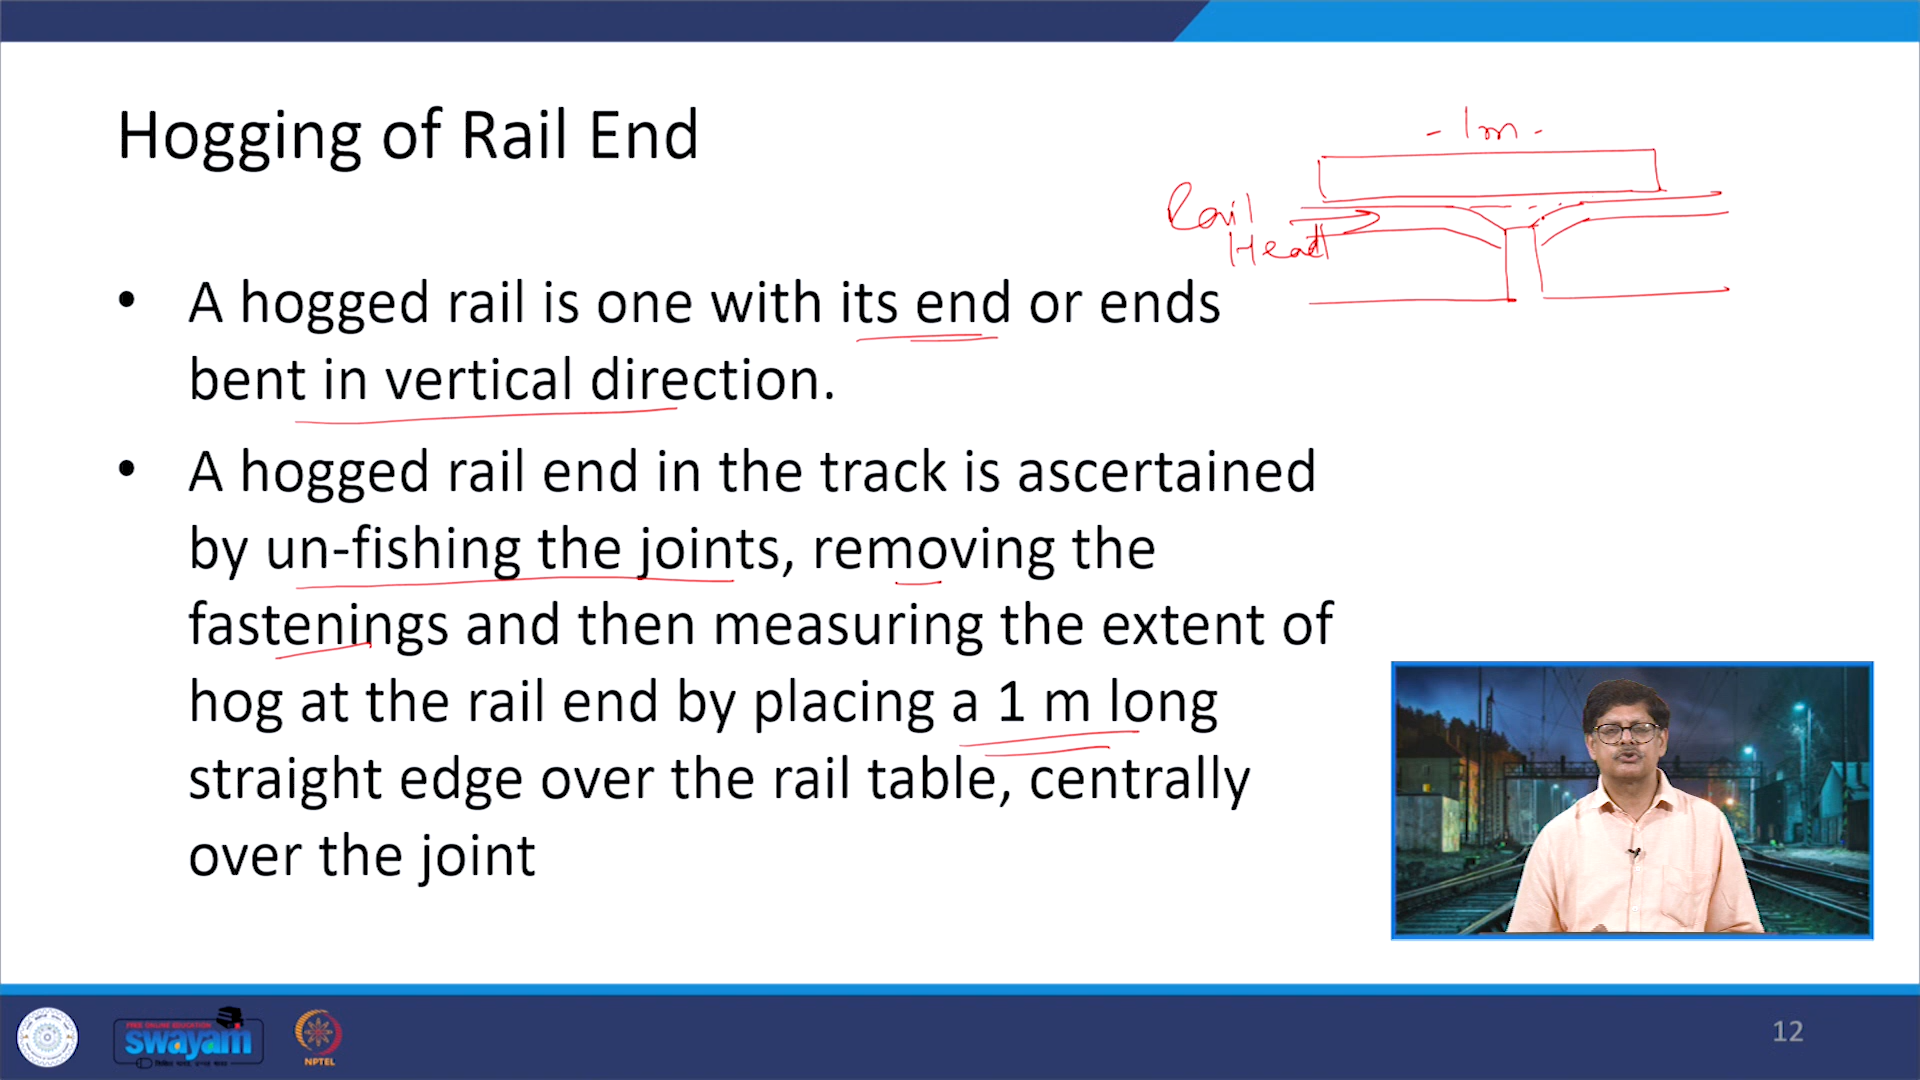 Hogging of Rail End
- 1m -
Rail
Head
• A hogged rail is one with its end or ends
bent in vertical direction.
• A hogged rail end in the track is ascertained
by un-fishing the joints, removing the
fastenings and then measuring the extent of
hog at the rail end by placing a 1 m long
straight edge over the rail table, centrally
over the joint
FREE ONLINE EDUCATION
swayam
NPTEL
12